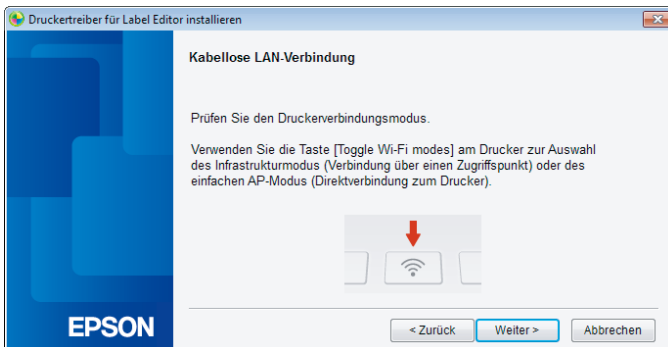 Druckertreiber für Label Editor installieren
Kabellose LAN-Verbindung
Prüfen Sie den Druckerverbindungsmodus.
Verwenden Sie die Taste [Toggle Wi-Fi modes] am Drucker zur Auswahl
des Infrastrukturmodus (Verbindung über einen Zugriffspunkt) oder des
einfachen AP-Modus (Direktverbindung zum Drucker).
EPSON
< Zurück Weiter > Abbrechen